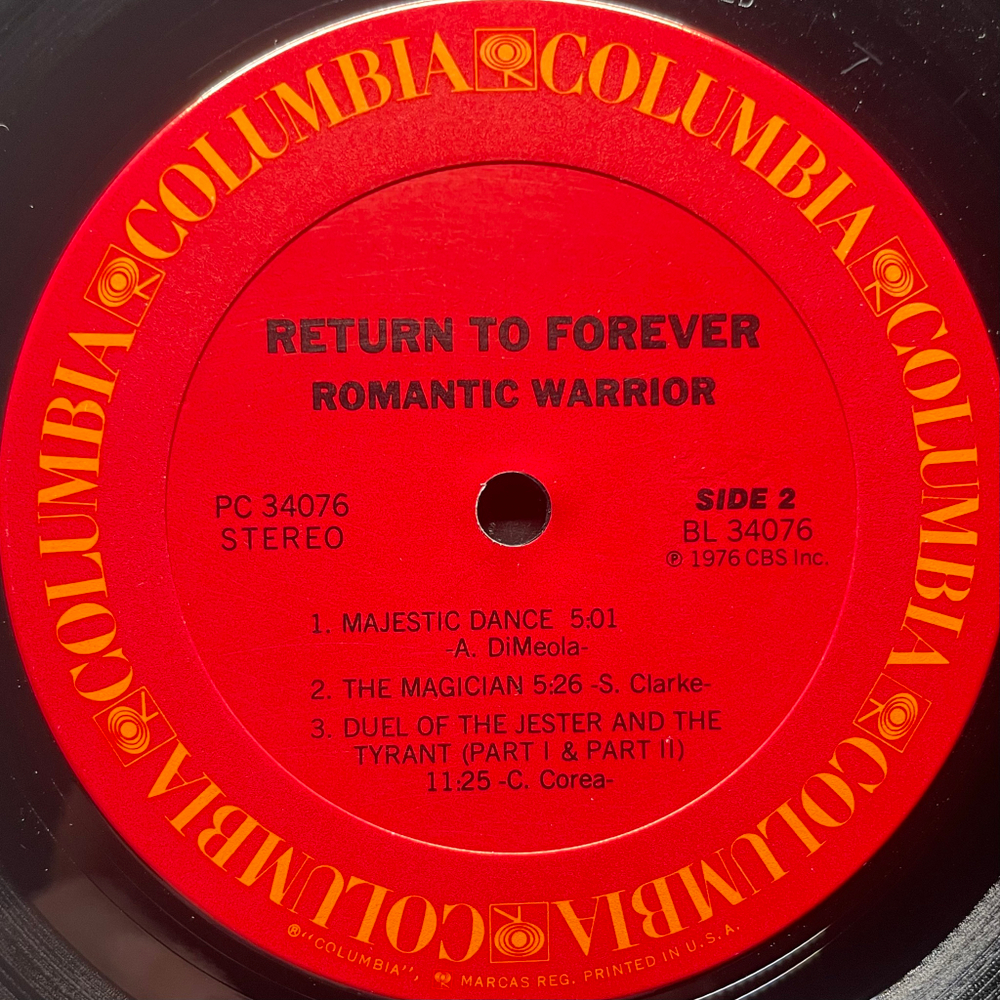 COLUMBIA COLUMBIA COLUMBIA COLUMBIA COLUMBIA COLUMBIA
RETURN TO FOREVER
ROMANTIC WARRIOR
PC 34076
STEREO
SIDE 2
BL 34076
℗ 1976 CBS Inc.
1. MAJESTIC DANCE 5:01
-A. DiMeola-
2. THE MAGICIAN 5:26 -S. Clarke-
3. DUEL OF THE JESTER AND THE
TYRANT (PART I & PART II)
11:25 -C. Corea-
®"COLUMBIA", MARCAS REG. PRINTED IN U.S.A.